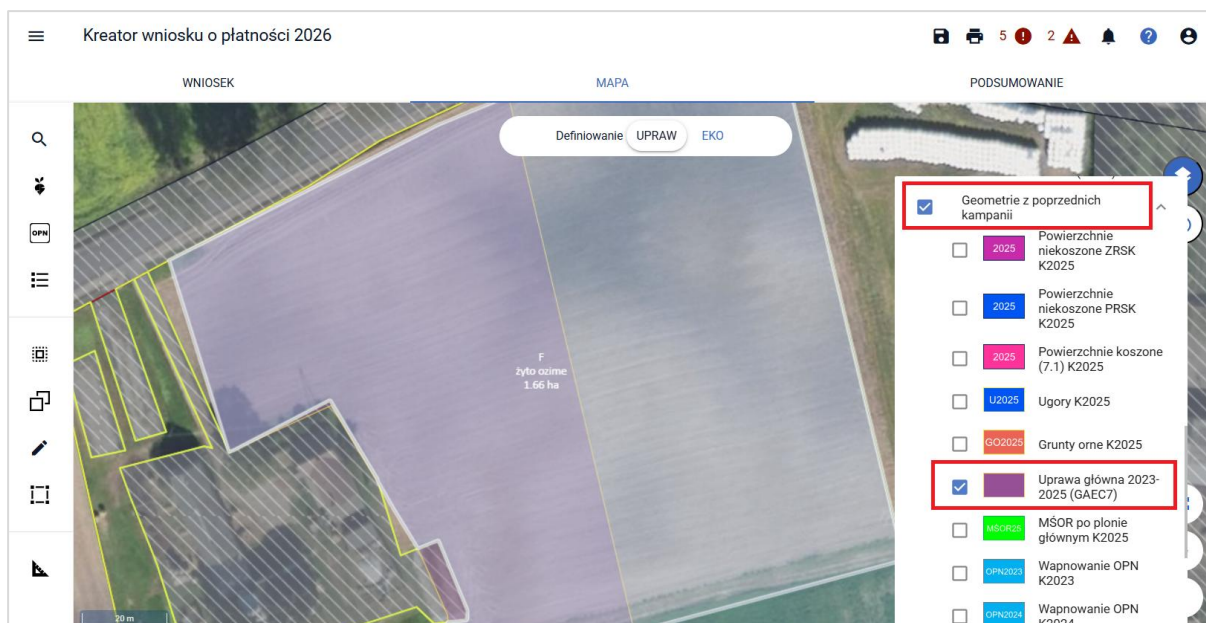 Kreator wniosku o płatności 2026
5
2
WNIOSEK
MAPA
PODSUMOWANIE
Definiowanie UPRAW EKO
OPN
F
żyto ozime
1.66 ha
20 m
Geometrie z poprzednich
kampanii
2025
Powierzchnie
niekoszone ZRSK
K2025
2025
Powierzchnie
niekoszone PRSK
K2025
2025
Powierzchnie koszone
(7.1) K2025
U2025
Ugory K2025
GO2025
Grunty orne K2025
Uprawa główna 2023-
2025 (GAEC7)
MŚOR25
MŚOR po plonie
głównym K2025
OPN2023
Wapnowanie OPN
K2023
OPN2024
Wapnowanie OPN
K2024